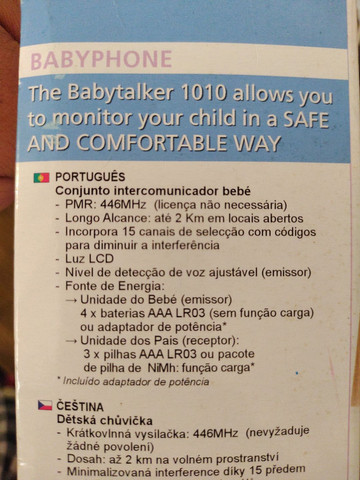 BABYPHONE
The Babytalker 1010 allows you
to monitor your child in a SAFE
AND COMFORTABLE WAY
PORTUGUÊS
Conjunto intercomunicador bebé
- PMR: 446MHz (licença não necessária)
- Longo Alcance: até 2 Km em locais abertos
- Incorpora 15 canais de selecção com códigos
para diminuir a interferência
- Luz LCD
- Nivel de detecção de voz ajustável (emissor)
- Fonte de Energia:
→ Unidade do Bebé (emissor)
4 x baterias AAA LR03 (sem função carga)
ou adaptador de potência*
→ Unidade dos Pais (receptor):
3 x pilhas AAA LR03 ou pacote
de pilha de NiMh: função carga*
* Incluído adaptador de potência
ČEŠTINA
Dětská chůvička
- Krátkovlnná vysílačka: 446MHz (nevyžaduje
žádné povolení)
- Dosah: až 2 km na volném prostranství
- Minimalizovaná interference díky 15 předem